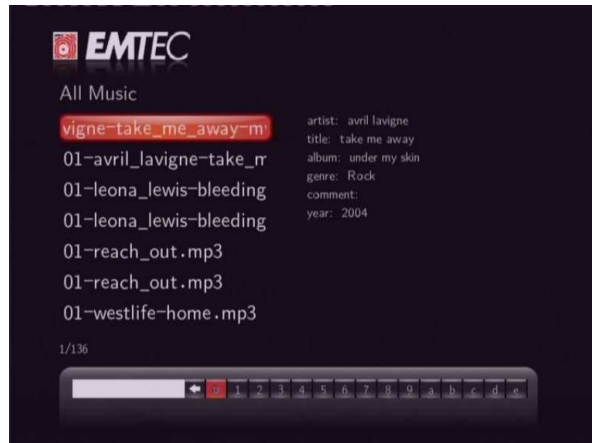 EMTEC
All Music
vigne-take_me_away-m
01-avril_lavigne-take_m
01-leona_lewis-bleeding
01-leona_lewis-bleeding
01-reach_out.mp3
01-reach_out.mp3
01-westlife-home.mp3
1/136
artist: avril lavigne
title: take me away
album: under my skin
genre: Rock
comment:
year: 2004
0 1 2 3 4 5 6 7 8 9 a b c d e